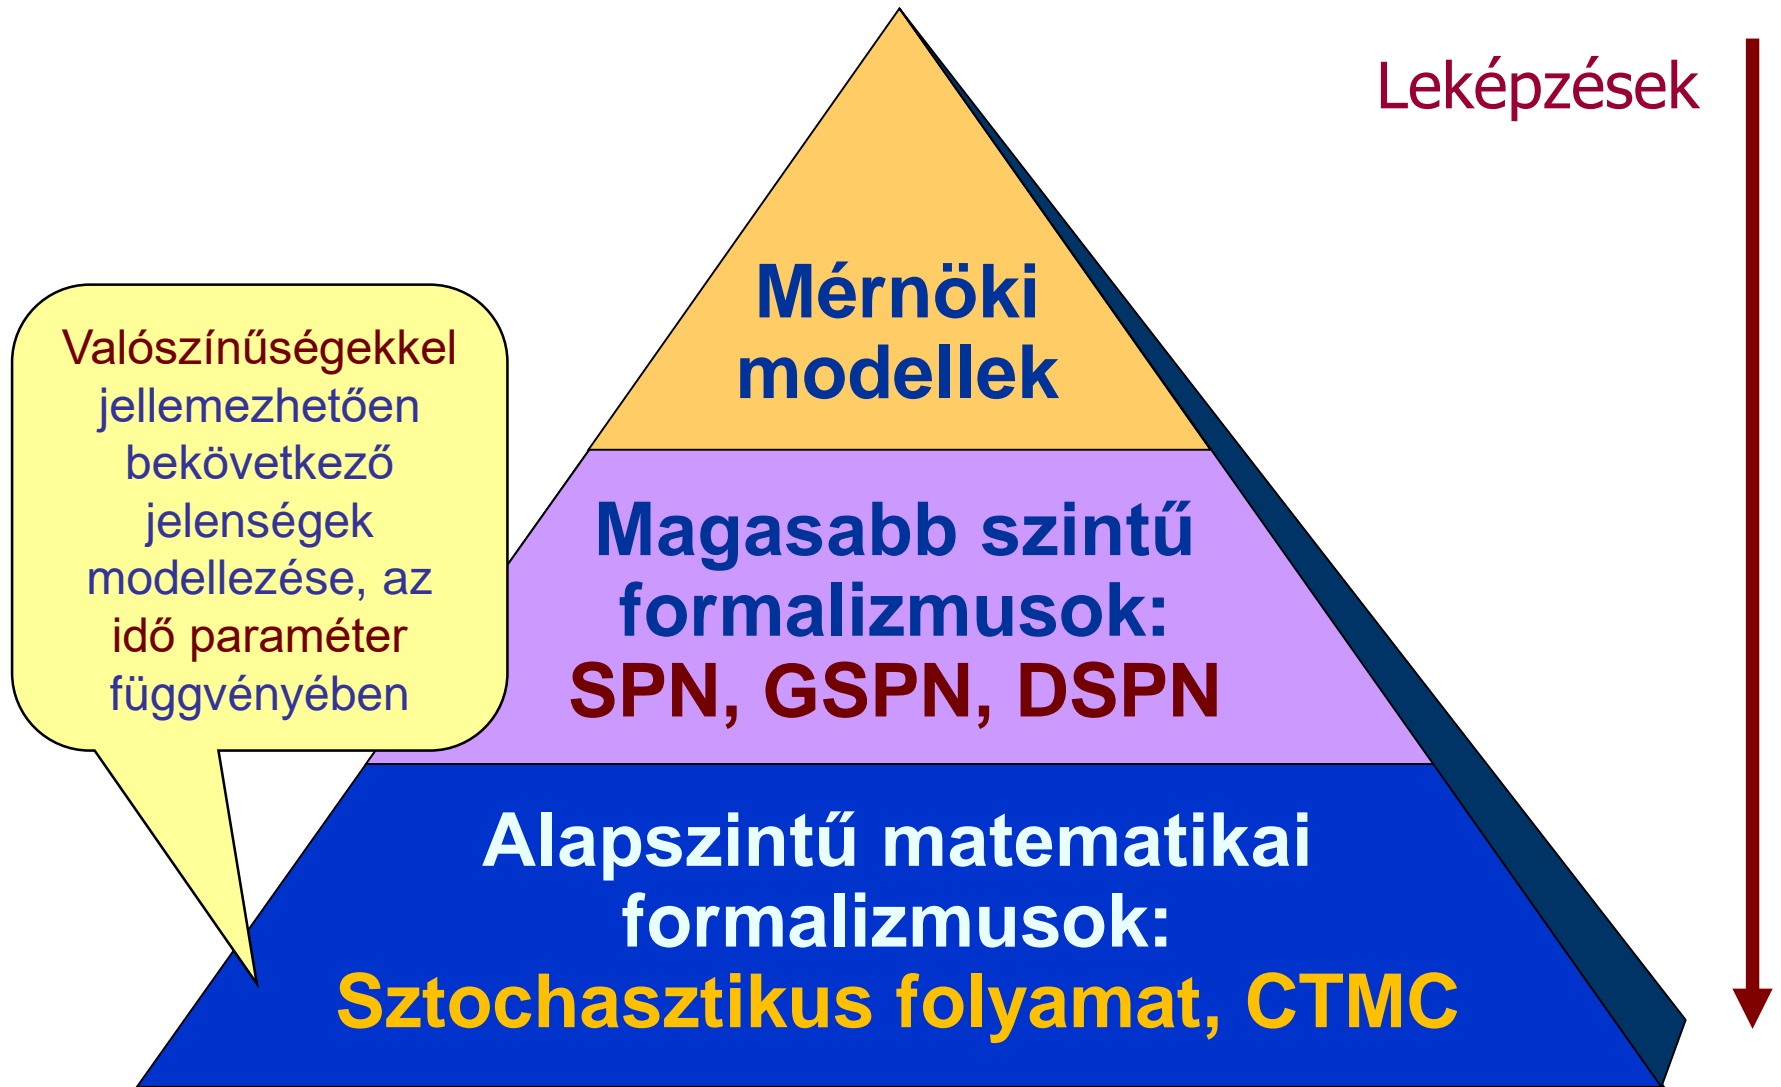 Leképzések
Mérnöki
modellek
Valószínűségekkel
jellemezhetően
bekövetkező
jelenségek
modellezése, az
idő paraméter
függvényében
Magasabb szintű
formalizmusok:
SPN, GSPN, DSPN
Alapszintű matematikai
formalizmusok:
Sztochasztikus folyamat, CTMC